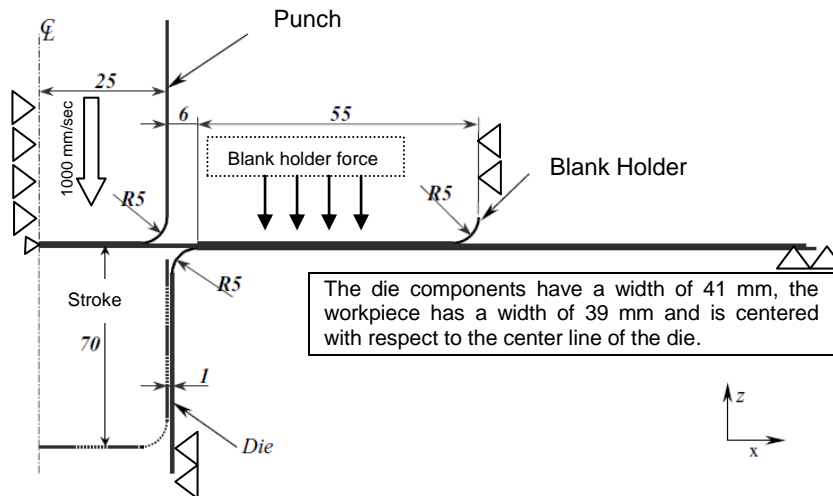 ℄
Punch
25
6
55
1000 mm/sec
Blank holder force
Blank Holder
R5
R5
R5
Stroke
70
The die components have a width of 41 mm, the
workpiece has a width of 39 mm and is centered
with respect to the center line of the die.
1
Die
z
x